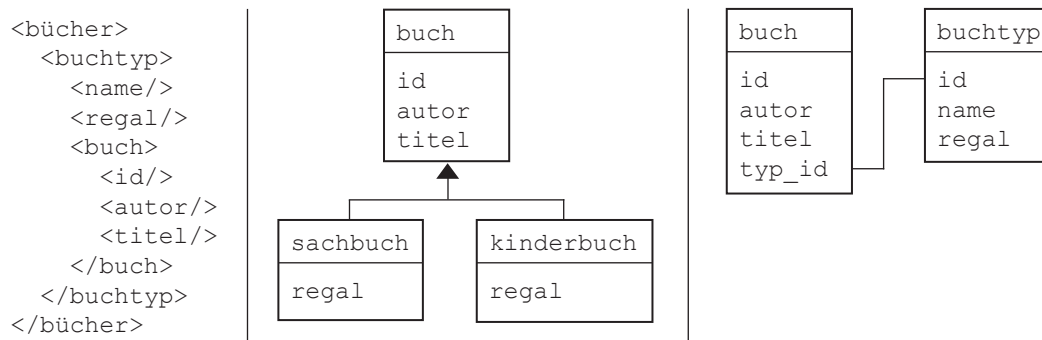 <bücher>
<buchtyp>
<name/>
<regal/>
<buch>
<id/>
<autor/>
<titel/>
</buch>
</buchtyp>
</bücher>
buch
id
autor
titel
sachbuch
regal
kinderbuch
regal
buch
id
autor
titel
typ_id
buchtyp
id
name
regal